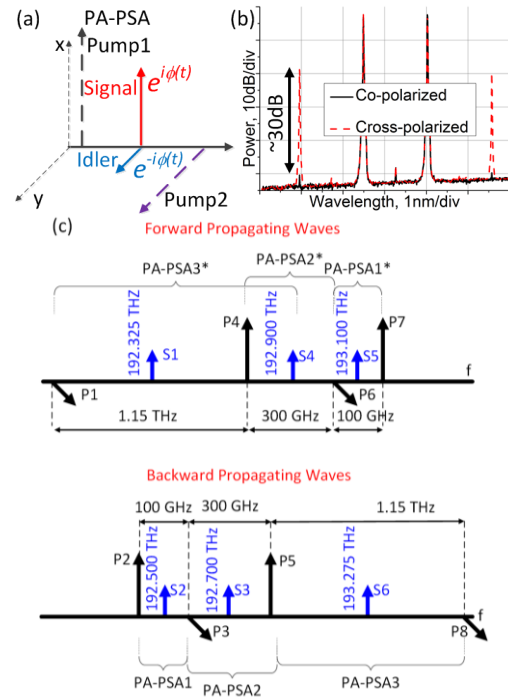 (a)
PA-PSA
x
Pump1
Signal
e^{iϕ(t)}
Idler
e^{-iϕ(t)}
y
Pump2
(b)
Power, 10dB/div
~30dB
Co-polarized
Cross-polarized
Wavelength, 1nm/div
(c)
Forward Propagating Waves
PA-PSA3*
PA-PSA2*
PA-PSA1*
192.325 THZ
192.900 THz
193.100 THz
P4
P7
S1
S4
S5
f
P1
P6
1.15 THz
300 GHz
100 GHz
Backward Propagating Waves
100 GHz
300 GHz
1.15 THz
192.500 THz
192.700 THz
193.275 THz
P2
P5
S2
S3
S6
f
P3
P8
PA-PSA1
PA-PSA2
PA-PSA3